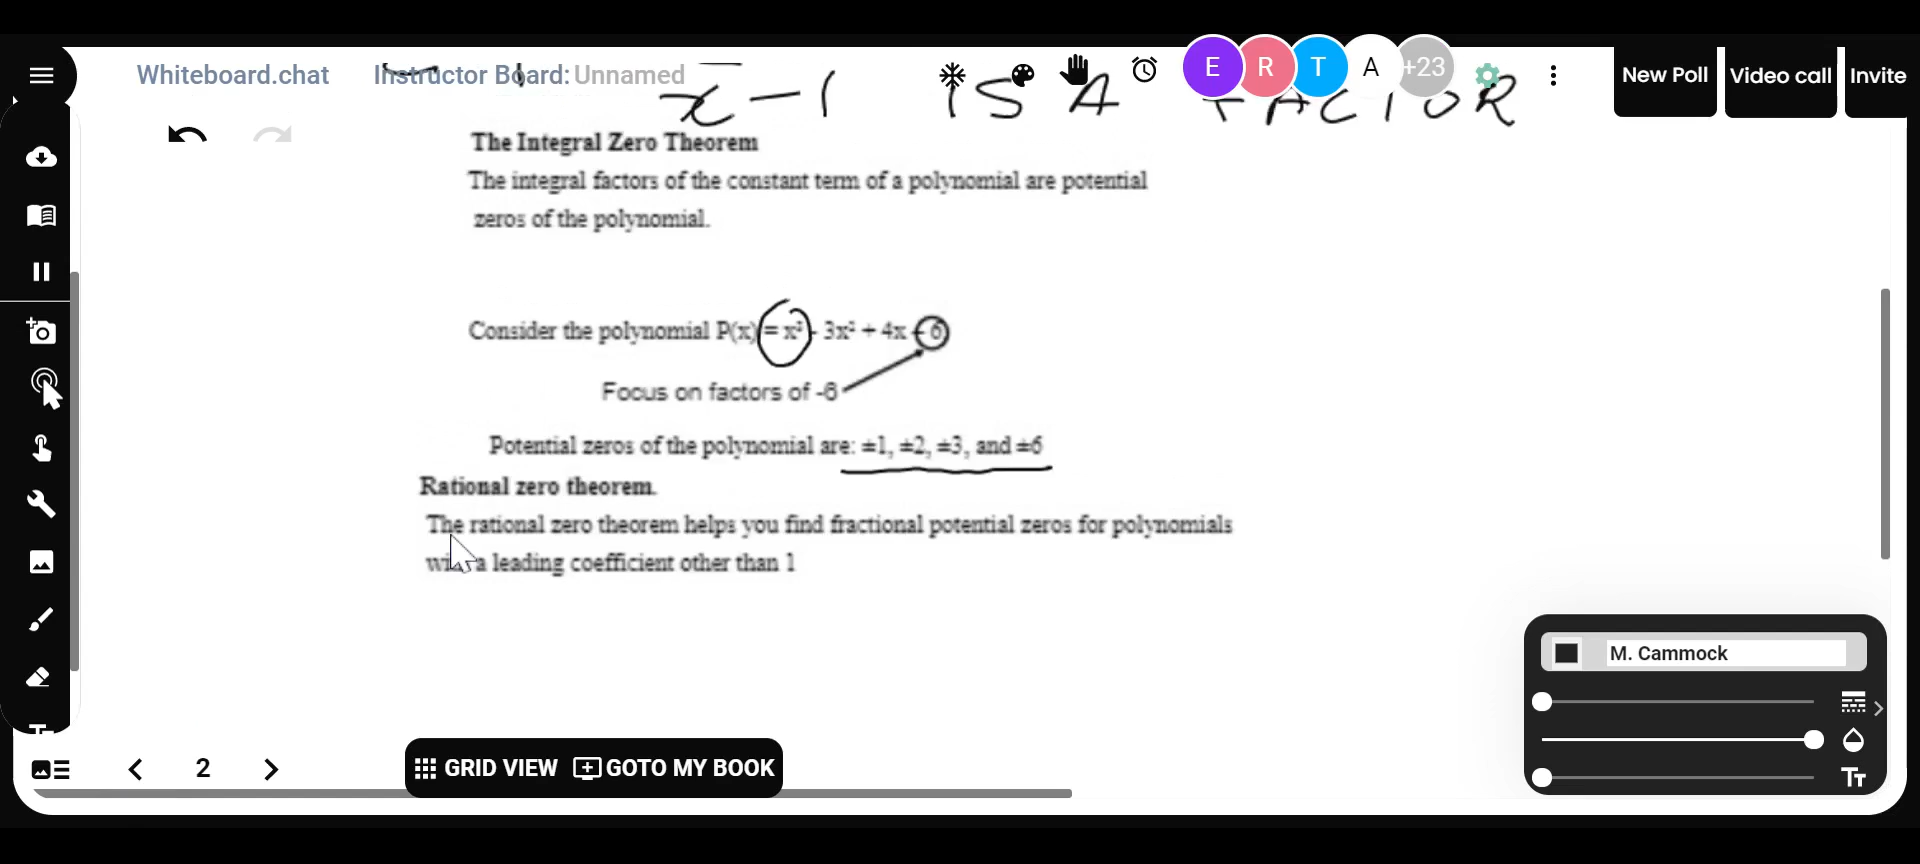 Whiteboard.chat Instructor Board: Unnamed
E R T A +23
New Poll Video call Invite
x - 1 IS A FACTOR
The Integral Zero Theorem
The integral factors of the constant term of a polynomial are potential
zeros of the polynomial.
Consider the polynomial P(x) = x³ - 3x² + 4x - 6
Focus on factors of -6
Potential zeros of the polynomial are: ±1, ±2, ±3, and ±6
Rational zero theorem.
The rational zero theorem helps you find fractional potential zeros for polynomials
with a leading coefficient other than 1
M. Cammock
Tт
2
GRID VIEW GOTO MY BOOK